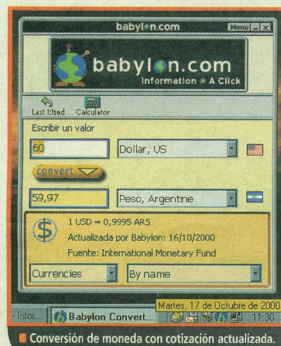 babylon.com
Menu
babylon.com
Information @ A Click
Last Used Calculator
Escribir un valor
60 Dollar, US
convert
59,97 Peso, Argentine
1 USD = 0,9995 ARS
Actualizada por Babylon: 16/10/2000
Fuente: International Monetary Fund
Currencies By name
Martes, 17 de Octubre de 2000
Infor... Babylon Convert... 11:30
Conversión de moneda con cotización actualizada.